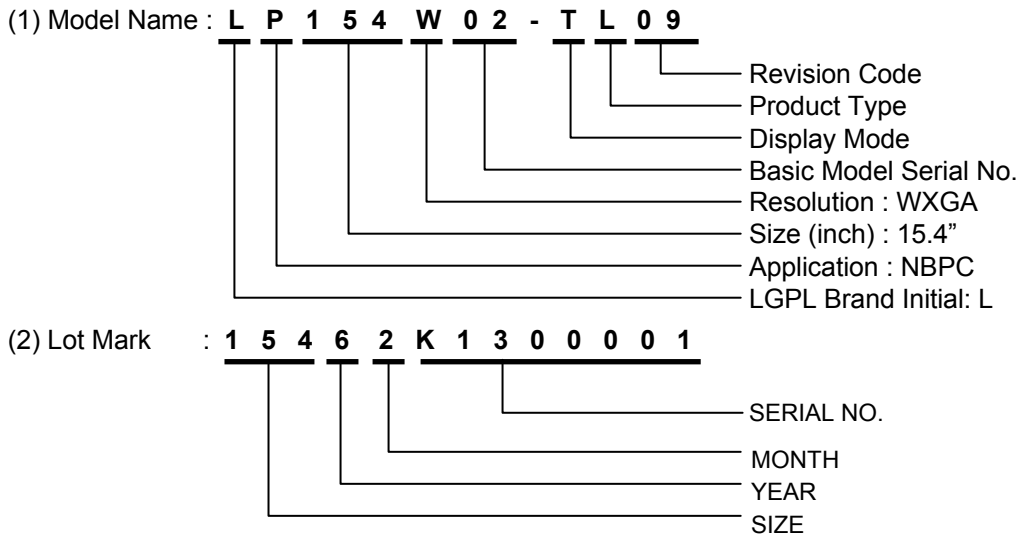 (1) Model Name : L P 1 5 4 W 0 2 - T L 0 9
Revision Code
Product Type
Display Mode
Basic Model Serial No.
Resolution : WXGA
Size (inch) : 15.4”
Application : NBPC
LGPL Brand Initial: L
(2) Lot Mark : 1 5 4 6 2 K 1 3 0 0 0 0 1
SERIAL NO.
MONTH
YEAR
SIZE